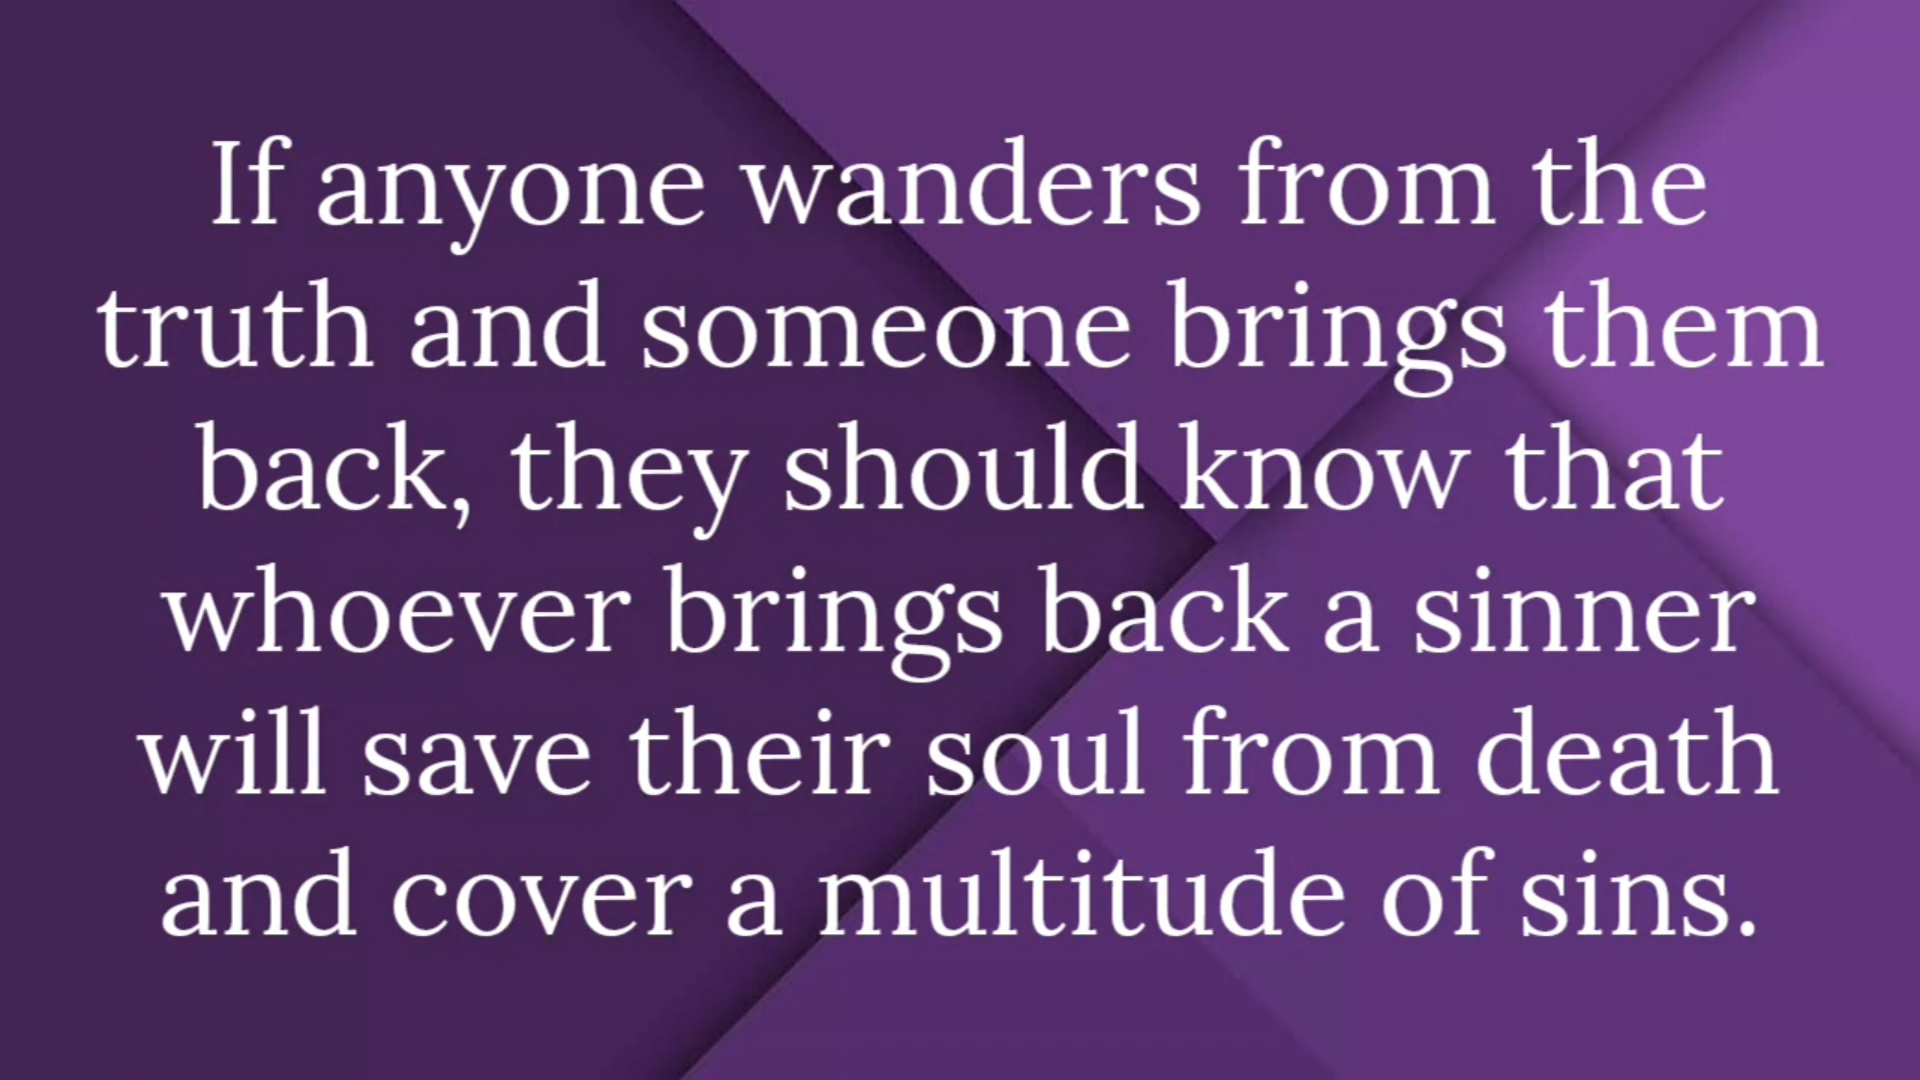 If anyone wanders from the
truth and someone brings them
back, they should know that
whoever brings back a sinner
will save their soul from death
and cover a multitude of sins.